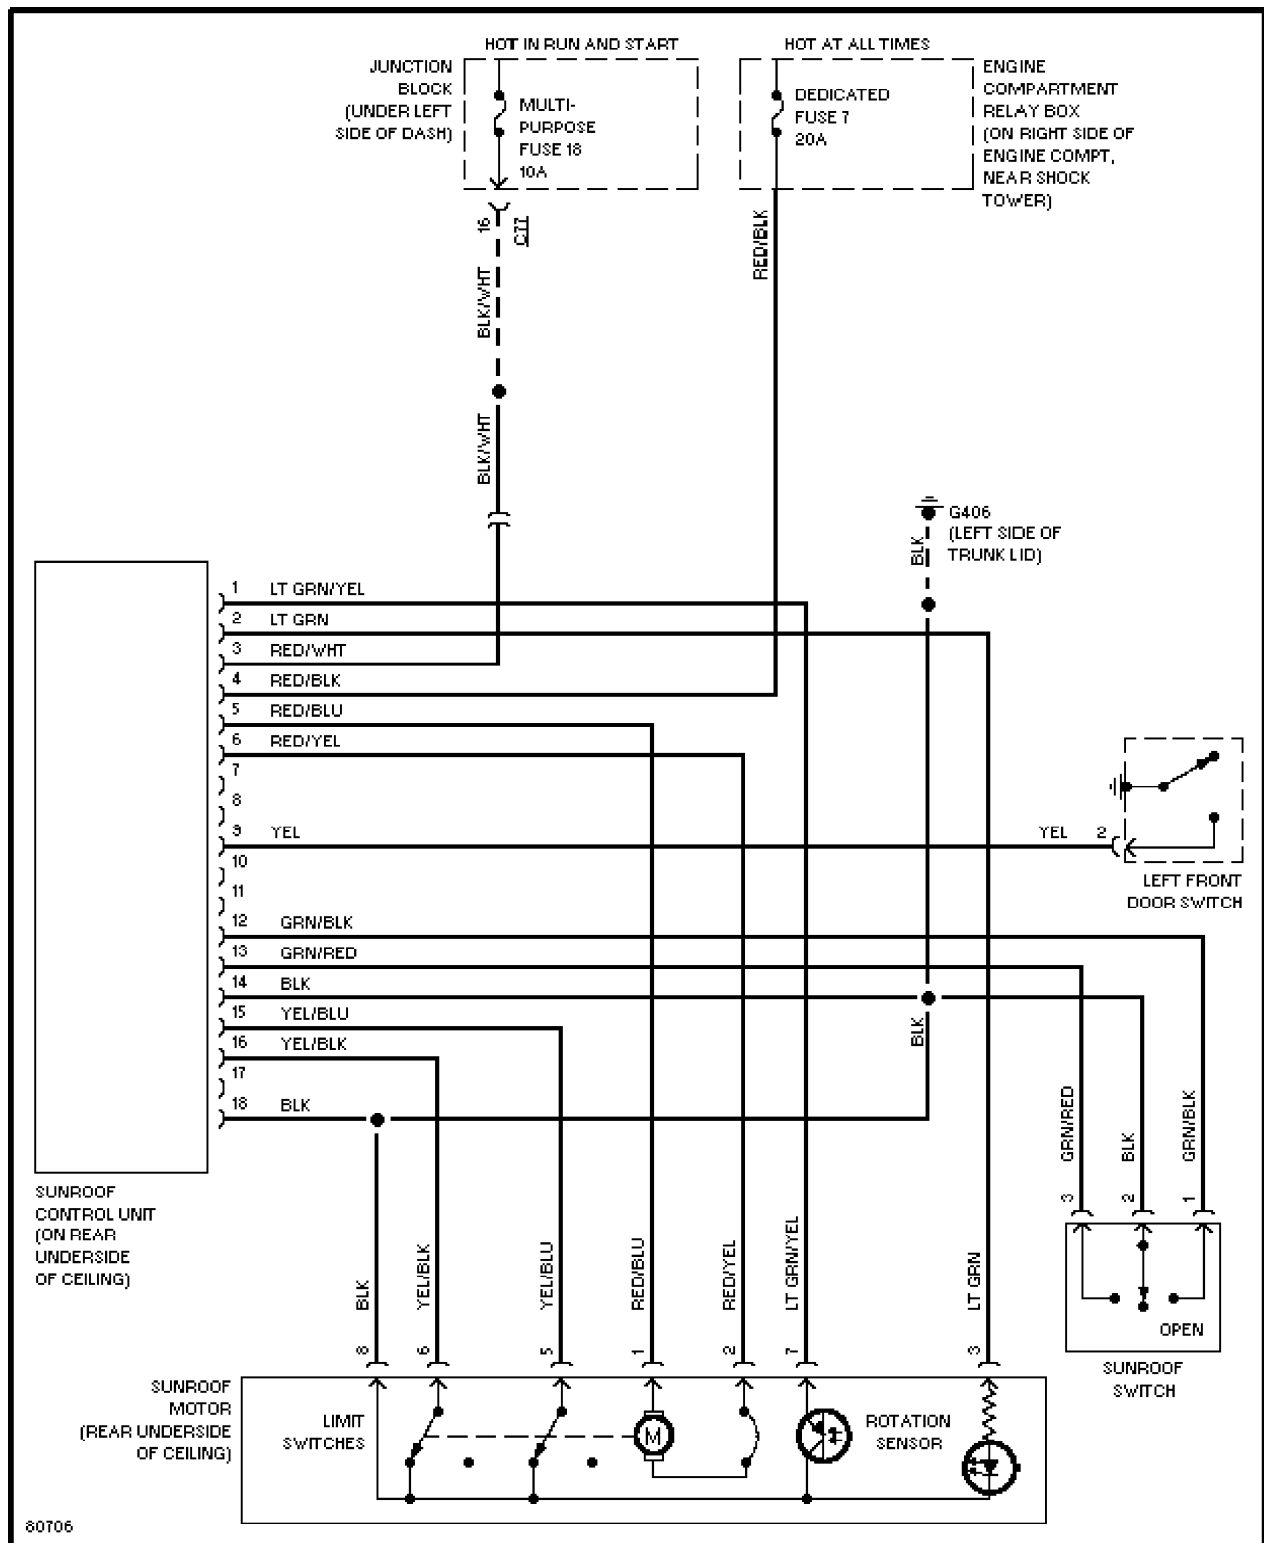 HOT IN RUN AND START
HOT AT ALL TIMES
JUNCTION
BLOCK
(UNDER LEFT
SIDE OF DASH)
MULTI-
PURPOSE
FUSE 18
10A
DEDICATED
FUSE 7
20A
ENGINE
COMPARTMENT
RELAY BOX
(ON RIGHT SIDE OF
ENGINE COMPT,
NEAR SHOCK
TOWER)
16
C77
BLK/WHT
RED/BLK
BLK/WHT
G406
(LEFT SIDE OF
TRUNK LID)
BLK
1 LT GRN/YEL
2 LT GRN
3 RED/WHT
4 RED/BLK
5 RED/BLU
6 RED/YEL
7
8
9 YEL
YEL 2
10
11
LEFT FRONT
DOOR SWITCH
12 GRN/BLK
13 GRN/RED
14 BLK
15 YEL/BLU
16 YEL/BLK
17
18 BLK
BLK
SUNROOF
CONTROL UNIT
(ON REAR
UNDERSIDE
OF CEILING)
GRN/RED
BLK
GRN/BLK
3
2
1
OPEN
SUNROOF
SWITCH
BLK
YEL/BLK
YEL/BLU
RED/BLU
RED/YEL
LT GRN/YEL
LT GRN
8
6
5
1
2
7
3
SUNROOF
MOTOR
(REAR UNDERSIDE
OF CEILING)
LIMIT
SWITCHES
M
ROTATION
SENSOR
80706